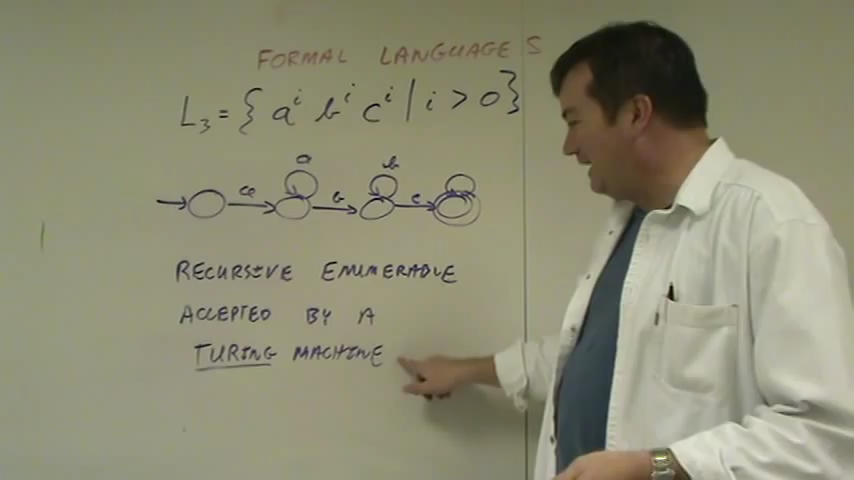 FORMAL LANGUAGES
L₃ = { aⁱ bⁱ cⁱ | i > 0 }
a b
a b c
RECURSIVE ENUMERABLE
ACCEPTED BY A
TURING MACHINE